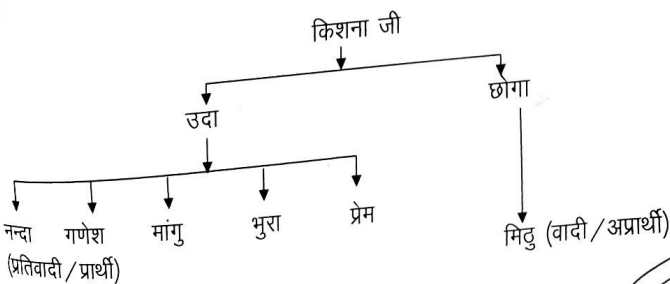 किशना जी
उदा
छोगा
नन्दा गणेश मांगु भुरा प्रेम
मिठु (वादी/अप्रार्थी)
(प्रतिवादी/प्रार्थी)